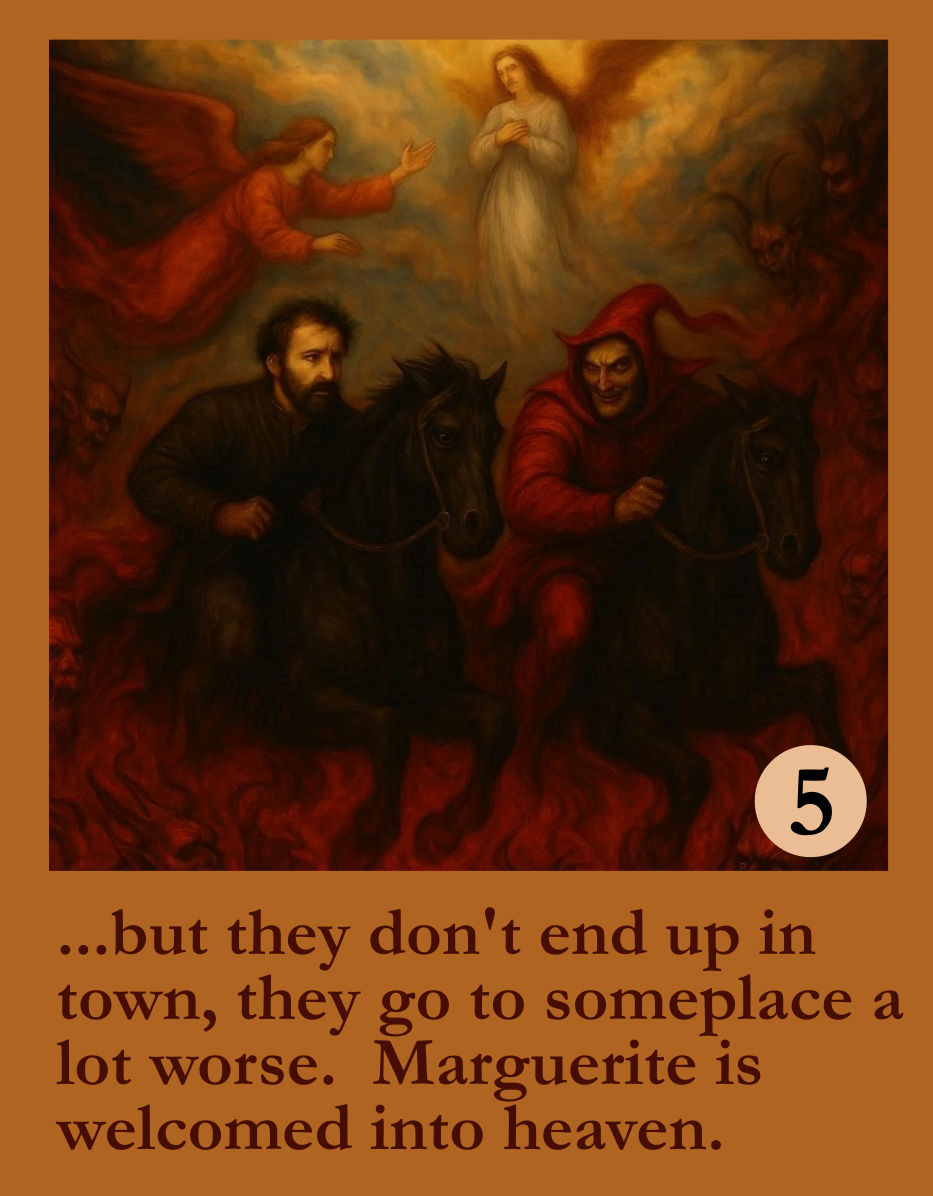 5
...but they don't end up in
town, they go to someplace a
lot worse.  Marguerite is
welcomed into heaven.